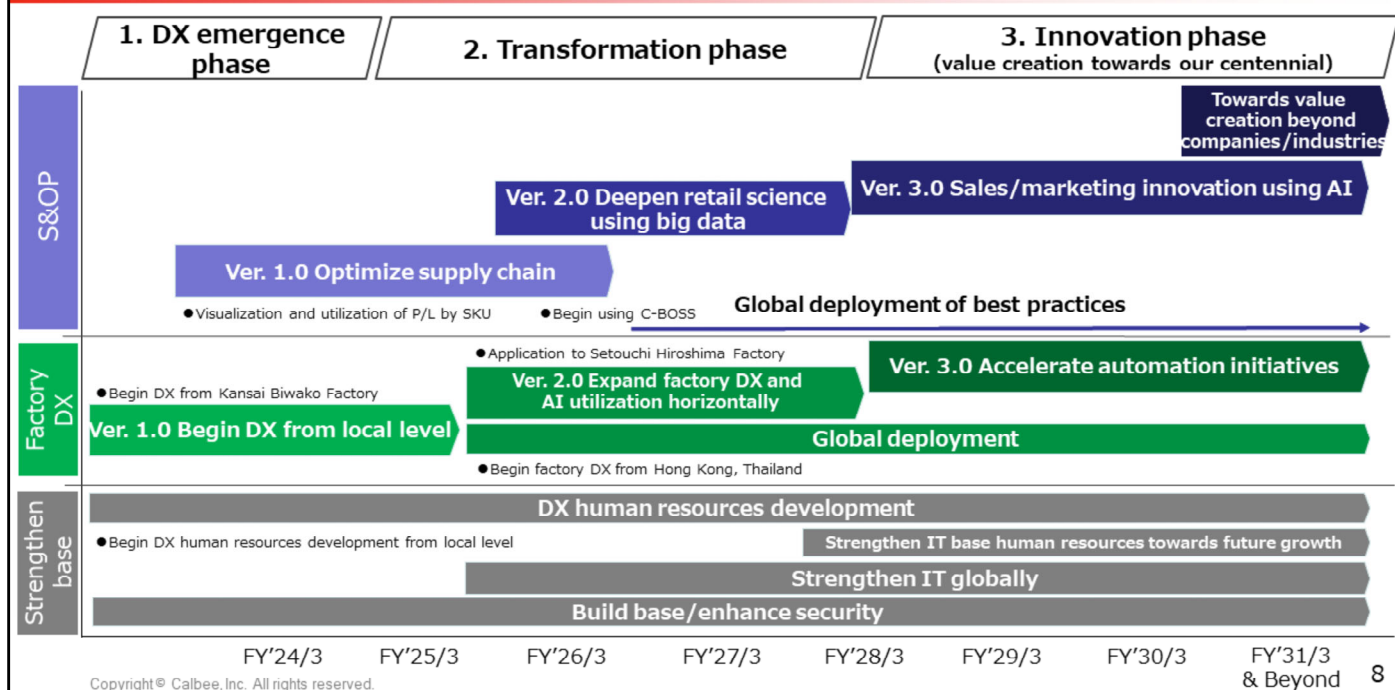 1. DX emergence
phase
2. Transformation phase
3. Innovation phase
(value creation towards our centennial)
S&OP
Towards value
creation beyond
companies/industries
Ver. 2.0 Deepen retail science
using big data
Ver. 3.0 Sales/marketing innovation using AI
Ver. 1.0 Optimize supply chain
●Visualization and utilization of P/L by SKU
●Begin using C-BOSS
Global deployment of best practices
Factory
DX
●Begin DX from Kansai Biwako Factory
Ver. 1.0 Begin DX from local level
●Application to Setouchi Hiroshima Factory
Ver. 2.0 Expand factory DX and
AI utilization horizontally
Ver. 3.0 Accelerate automation initiatives
Global deployment
●Begin factory DX from Hong Kong, Thailand
Strengthen
base
DX human resources development
●Begin DX human resources development from local level
Strengthen IT base human resources towards future growth
Strengthen IT globally
Build base/enhance security
FY'24/3
FY'25/3
FY'26/3
FY'27/3
FY'28/3
FY'29/3
FY'30/3
FY'31/3
& Beyond
Copyright© Calbee, Inc. All rights reserved.
8